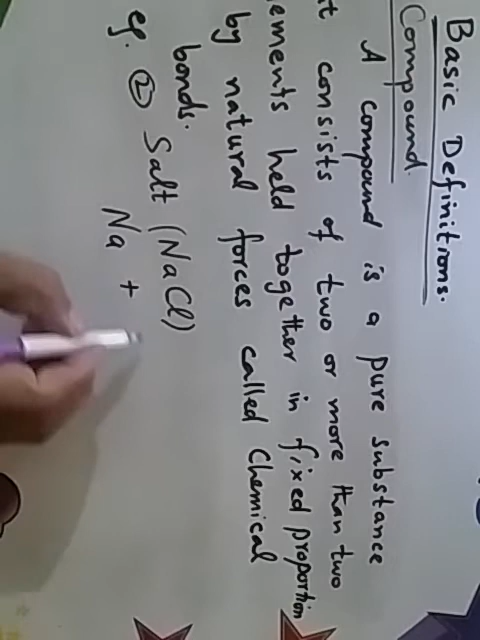 Basic Definitions.
Compound.
A compound is a pure substance
t consists of two or more than two
ements held together in fixed proportion
by natural forces called Chemical
bonds.
eg. ② Salt (NaCl)
Na +